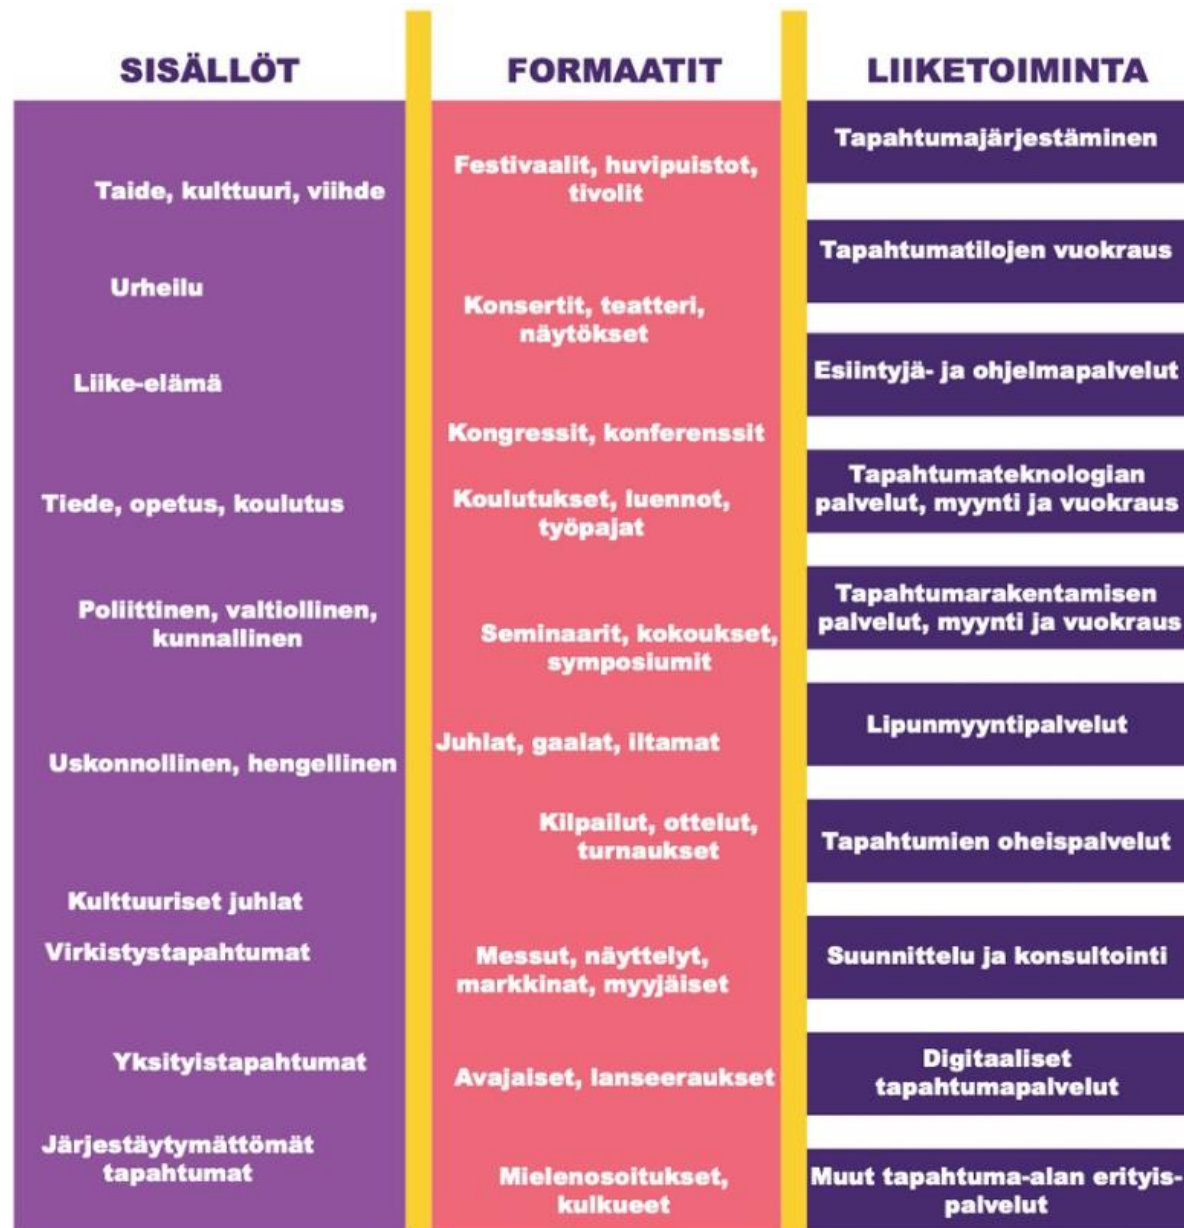 SISÄLLÖT
Taide, kulttuuri, viihde
Urheilu
Liike-elämä
Tiede, opetus, koulutus
Poliittinen, valtiollinen,
kunnallinen
Uskonnollinen, hengellinen
Kulttuuriset juhlat
Virkistystapahtumat
Yksityistapahtumat
Järjestäytymättömät
tapahtumat
FORMAATIT
Festivaalit, huvipuistot,
tivolit
Konsertit, teatteri,
näytökset
Kongressit, konferenssit
Koulutukset, luennot,
työpajat
Seminaarit, kokoukset,
symposiumit
Juhlat, gaalat, iltamat
Kilpailut, ottelut,
turnaukset
Messut, näyttelyt,
markkinat, myyjäiset
Avajaiset, lanseeraukset
Mielenosoitukset,
kulkueet
LIIKETOIMINTA
Tapahtumajärjestäminen
Tapahtumatilojen vuokraus
Esiintyjä- ja ohjelmapalvelut
Tapahtumateknologian
palvelut, myynti ja vuokraus
Tapahtumarakentamisen
palvelut, myynti ja vuokraus
Lipunmyyntipalvelut
Tapahtumien oheispalvelut
Suunnittelu ja konsultointi
Digitaaliset
tapahtumapalvelut
Muut tapahtuma-alan erityis-
palvelut